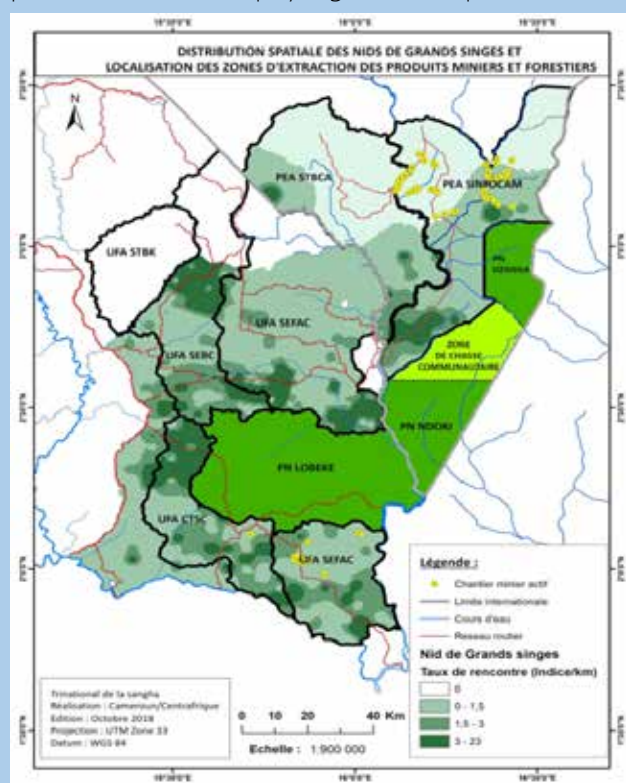 DISTRIBUTION SPATIALE DES NIDS DE GRANDS SINGES ET
LOCALISATION DES ZONES D'EXTRACTION DES PRODUITS MINIERS ET FORESTIERS
N
PEA STBCA
PEA SINFOCAM
UFA STBK
PN
UFA SEFAC
UFA SEBC
ZONE
DE CHASSE
COMMUNAUTAIRE
PN NDOKI
PN LOBEKE
UFA CTSC
UFA SEFAC
Légende :
Chantier minier actif
Limite internationale
Cours d'eau
Reseau routier
Nid de Grands singes
Taux de rencontre (Indice/km)
0
0 - 1,5
1,5 - 3
3 - 23
Trinational de la sangha
Réalisation : Cameroun/Centrafrique
Edition : Octobre 2018
Projection : UTM Zone 33
Datum : WGS 84
0 10 20 40 Km
Echelle : 1:900 000